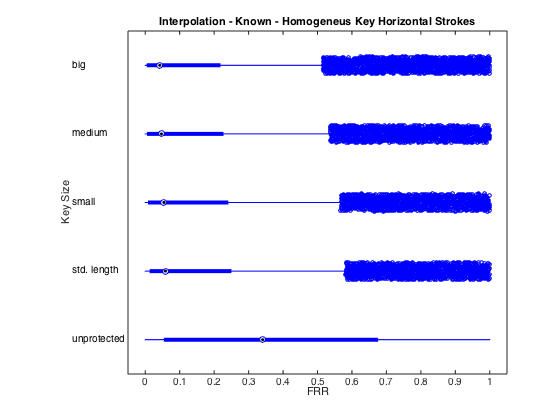 Interpolation - Known - Homogeneus Key Horizontal Strokes
big
medium
small
Key Size
std. length
unprotected
0 0.1 0.2 0.3 0.4 0.5 0.6 0.7 0.8 0.9 1
FRR